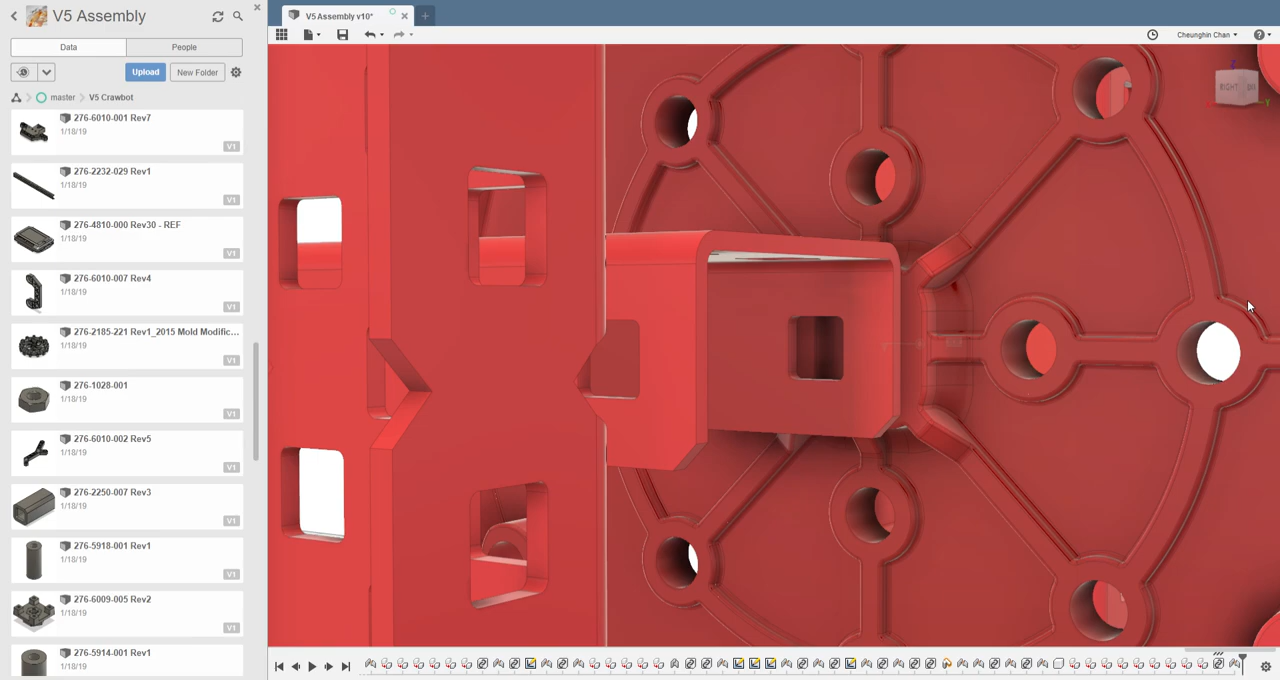 V5 Assembly
V5 Assembly v10*
Cheunghin Chan
Data
People
Upload
New Folder
master
V5 Crawbot
276-6010-001 Rev7
1/18/19
V1
276-2232-029 Rev1
1/18/19
V1
276-4810-000 Rev30 - REF
1/18/19
V1
276-6010-007 Rev4
1/18/19
V1
276-2185-221 Rev1_2015 Mold Modific...
1/18/19
V1
276-1028-001
1/18/19
V1
276-6010-002 Rev5
1/18/19
V1
276-2250-007 Rev3
1/18/19
V1
276-5918-001 Rev1
1/18/19
V1
276-6009-005 Rev2
1/18/19
V1
276-5914-001 Rev1
1/18/19
V1
RIGHT
Z
Y